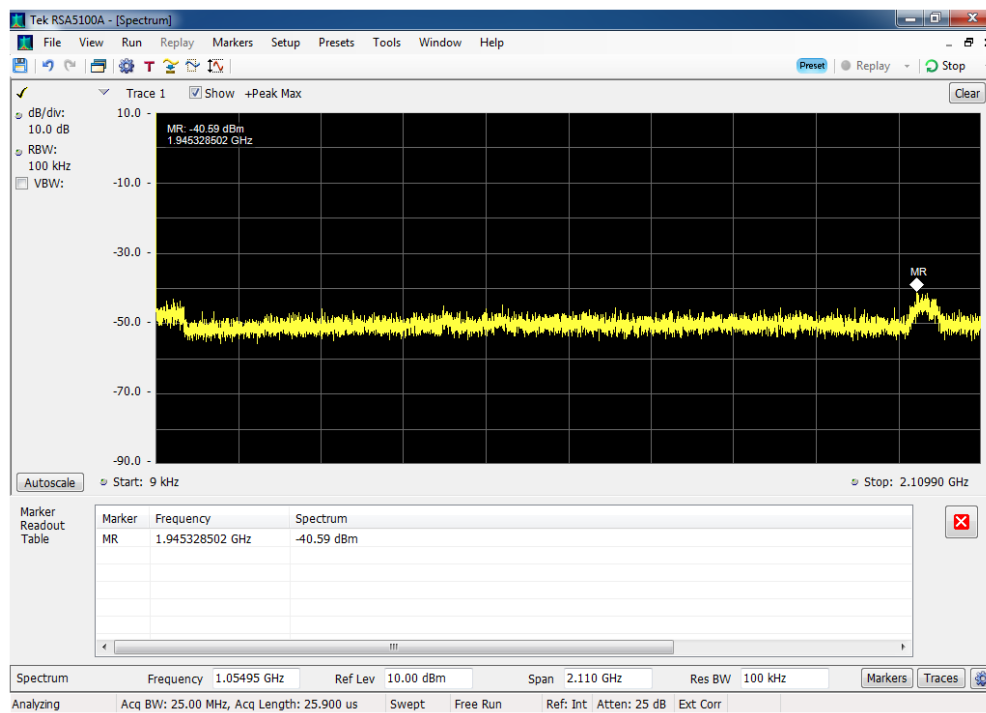 Tek RSA5100A - [Spectrum]
File View Run Replay Markers Setup Presets Tools Window Help
T Preset Replay Stop
Trace 1 Show +Peak Max Clear
dB/div:
10.0 dB
RBW:
100 kHz
VBW:
10.0 -
-10.0 -
-30.0 -
-50.0 -
-70.0 -
-90.0 -
MR: -40.59 dBm
1.945328502 GHz
MR
Autoscale Start: 9 kHz Stop: 2.10990 GHz
Marker
Readout
Table
Marker Frequency Spectrum
MR 1.945328502 GHz -40.59 dBm
Spectrum Frequency 1.05495 GHz Ref Lev 10.00 dBm Span 2.110 GHz Res BW 100 kHz Markers Traces
Analyzing Acq BW: 25.00 MHz, Acq Length: 25.900 us Swept Free Run Ref: Int Atten: 25 dB Ext Corr